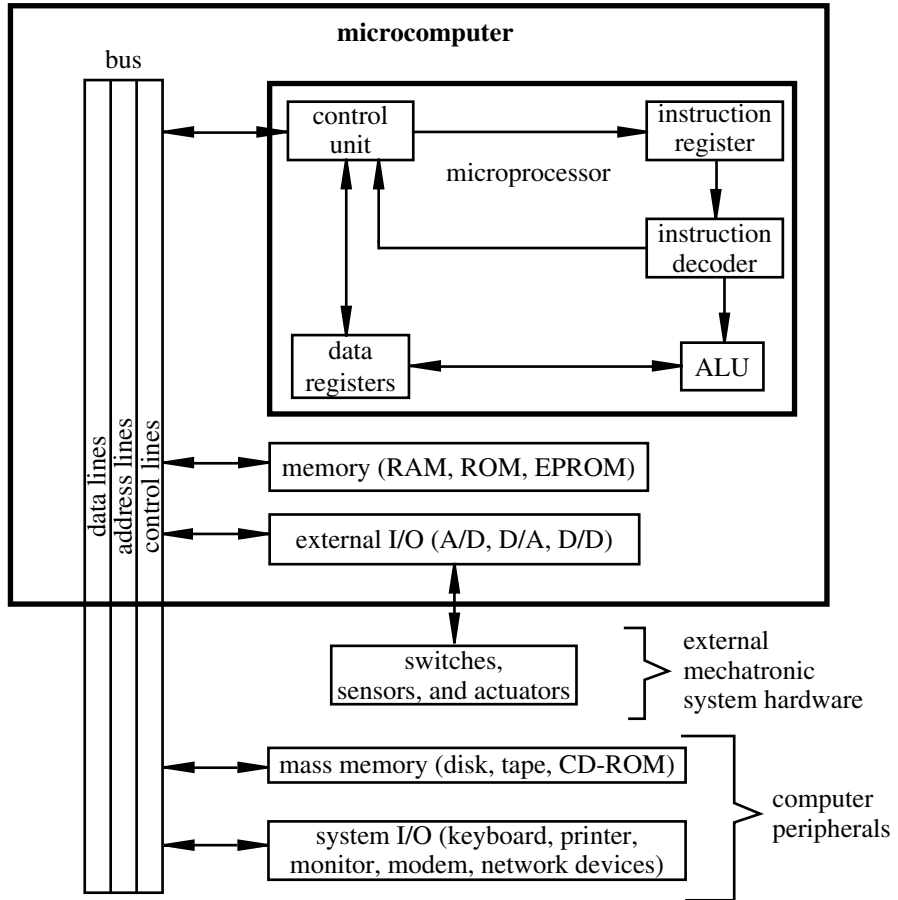 microcomputer
bus
control
unit
instruction
register
microprocessor
instruction
decoder
data
registers
ALU
data lines
address lines
control lines
memory (RAM, ROM, EPROM)
external I/O (A/D, D/A, D/D)
switches,
sensors, and actuators
external
mechatronic
system hardware
mass memory (disk, tape, CD-ROM)
system I/O (keyboard, printer,
monitor, modem, network devices)
computer
peripherals